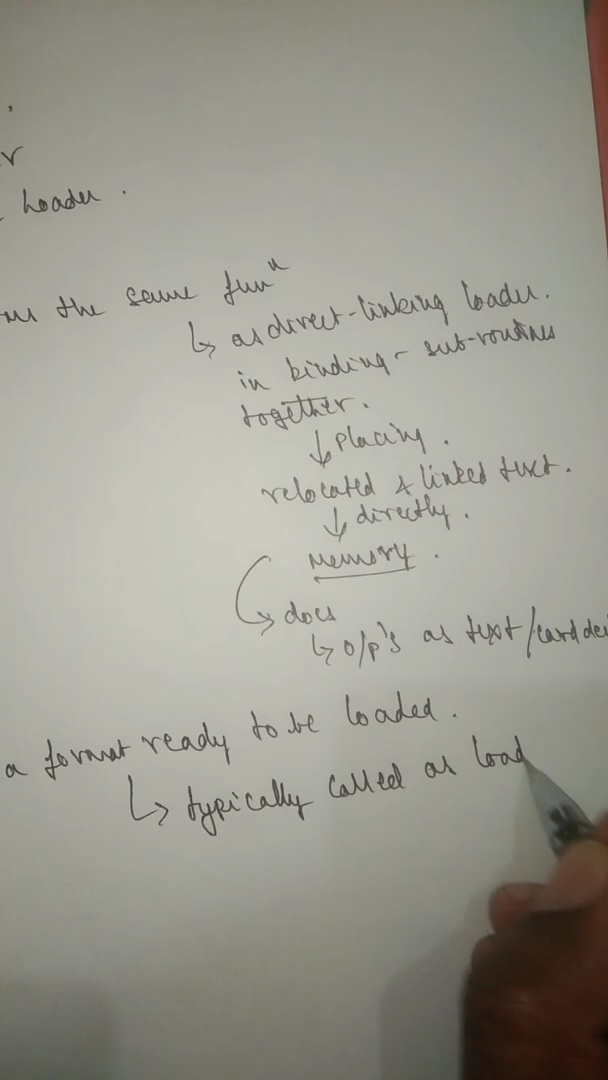 r
Loader.
the same funⁿ
↳ as direct-linking loader.
in binding - sub-routines
together.
↓ placing.
relocated & linked text.
↓ directly.
Memory.
↳ does
↳ O/P's as text/card de
a format ready to be loaded.
↳ typically called as load